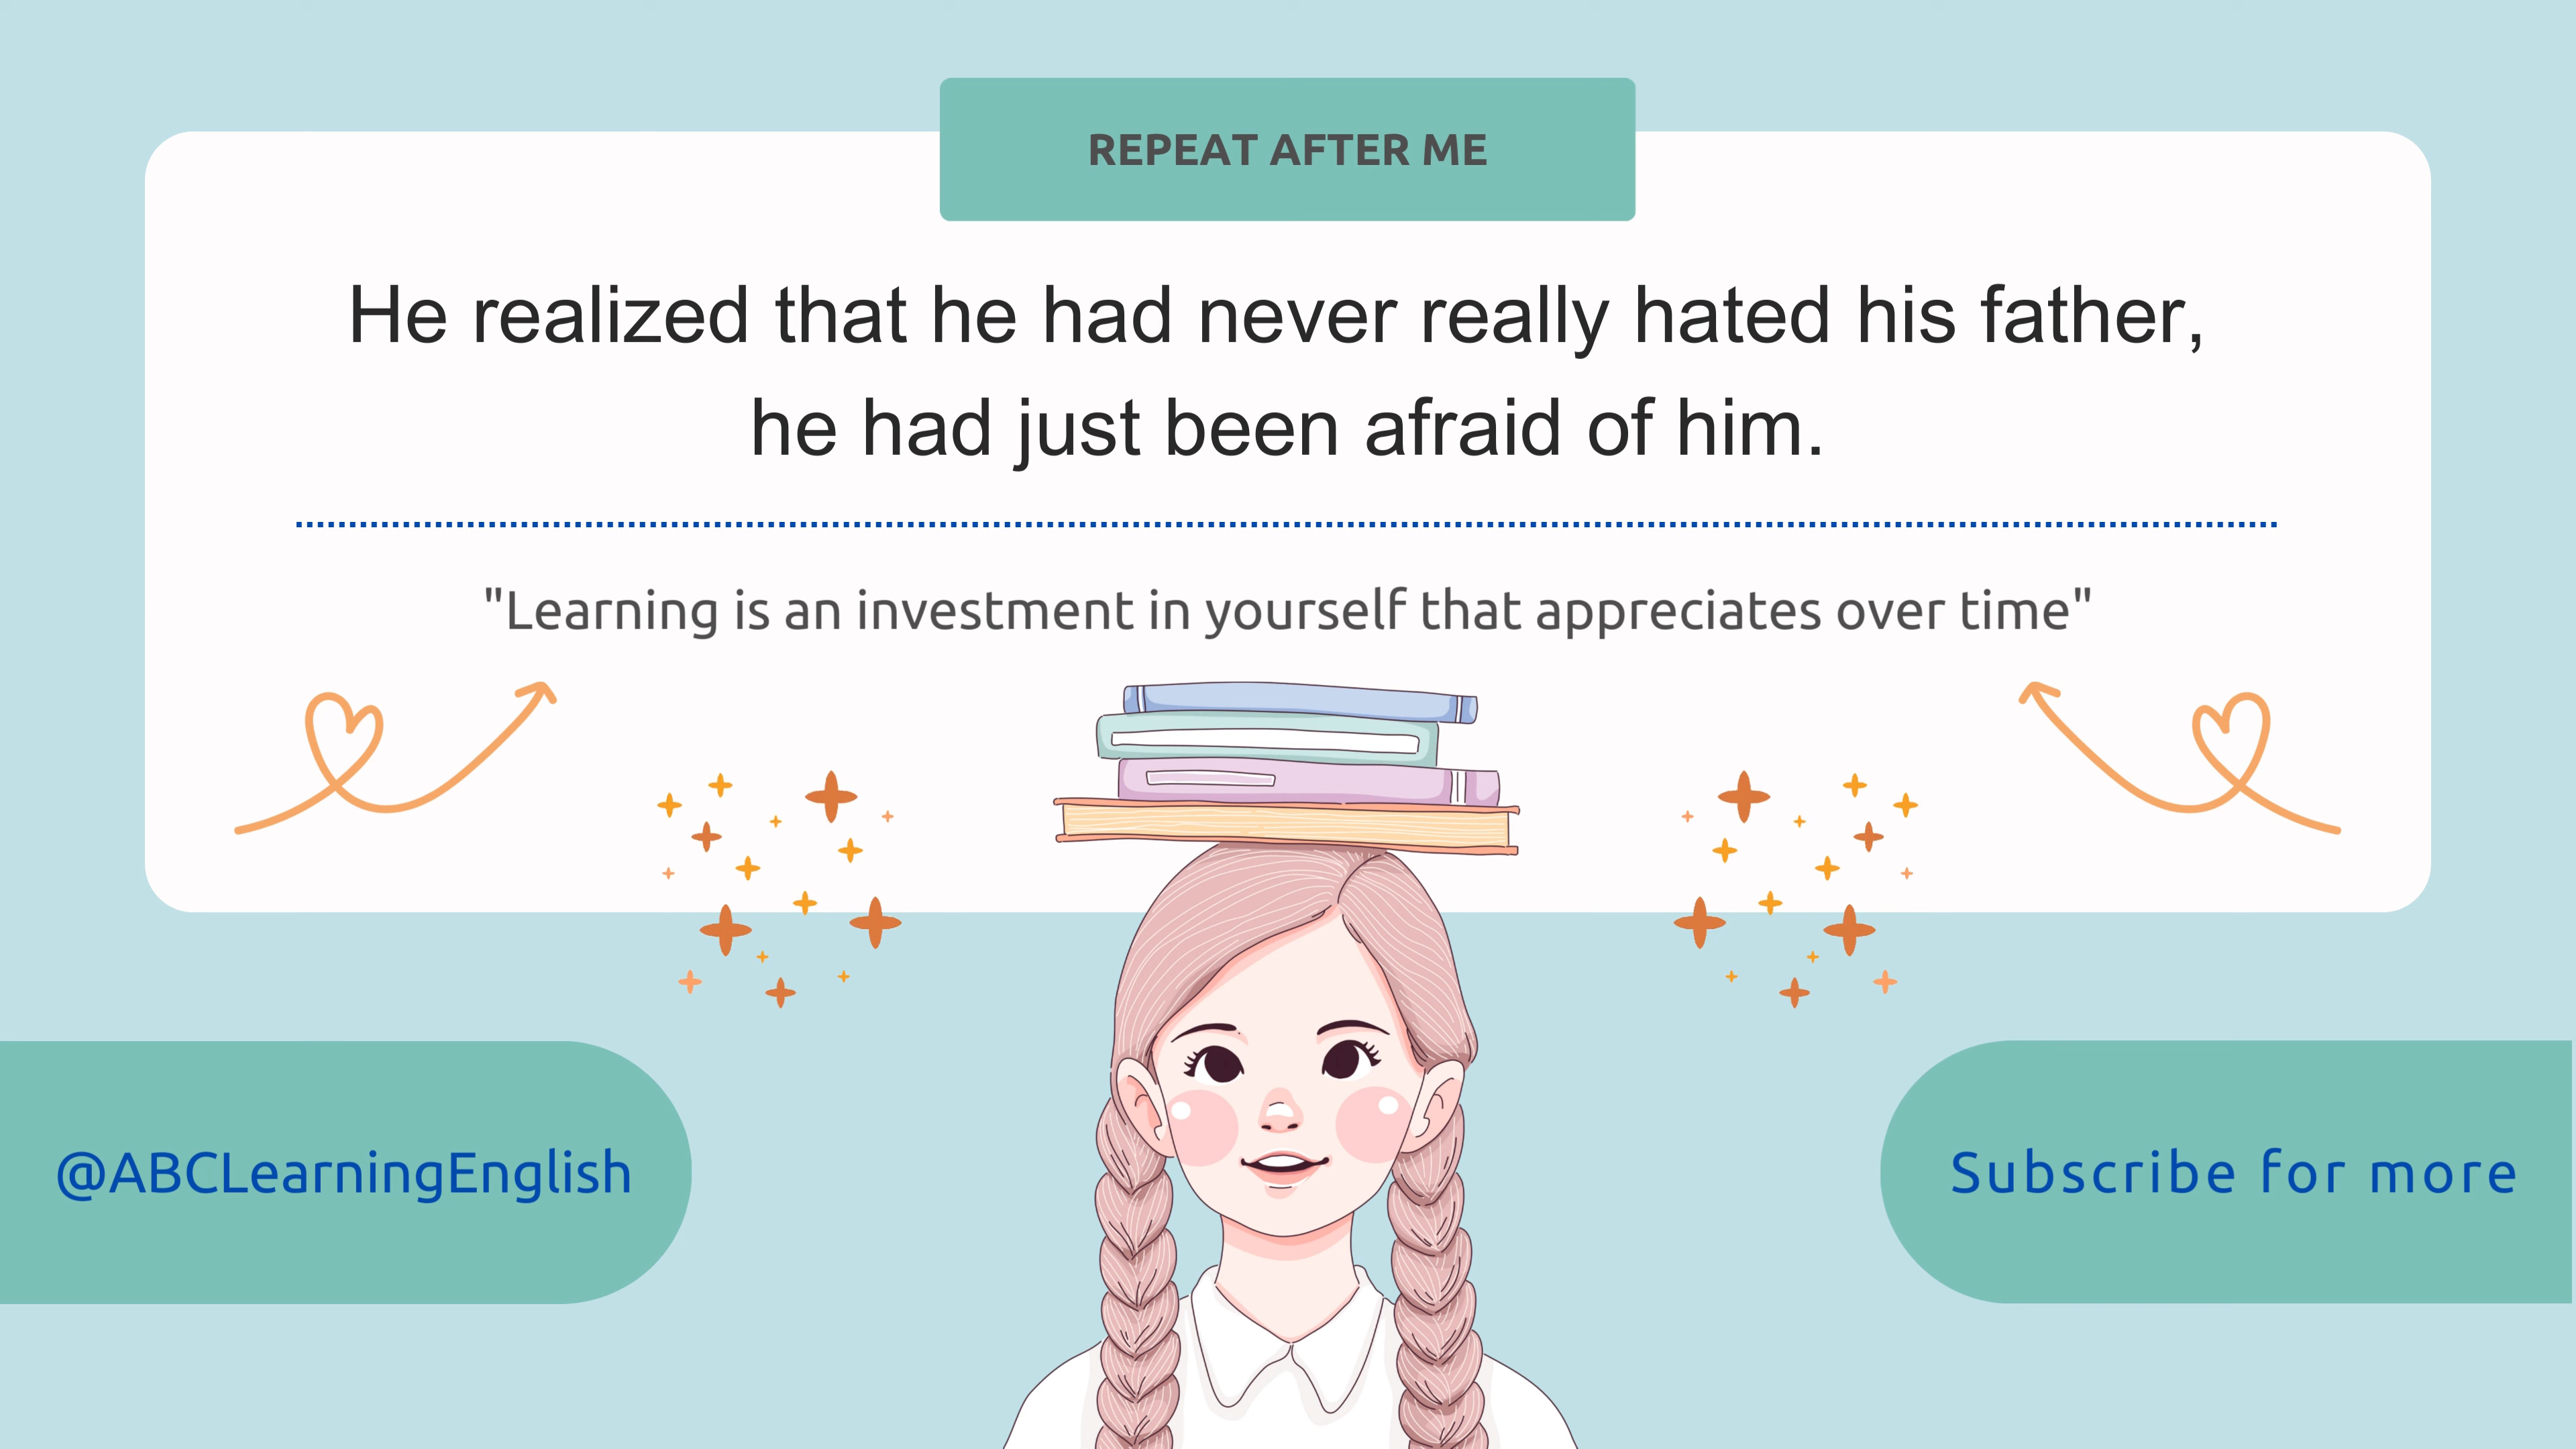 REPEAT AFTER ME
He realized that he had never really hated his father,
he had just been afraid of him.
"Learning is an investment in yourself that appreciates over time"
@ABCLearningEnglish
Subscribe for more